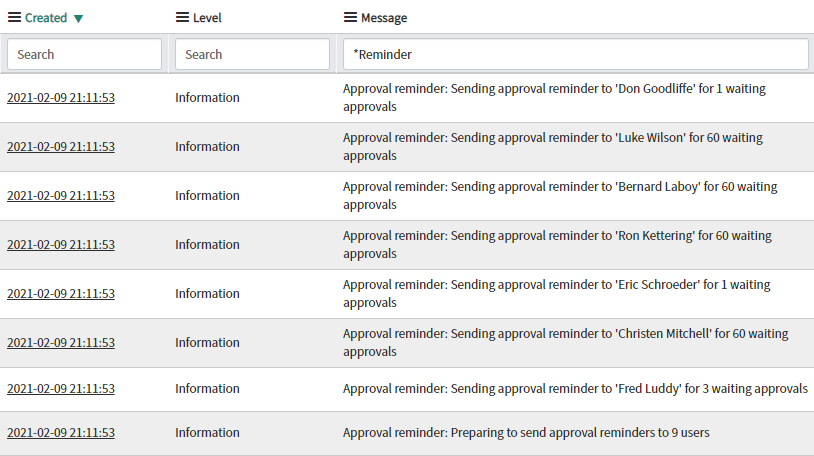 Created ▼ Level Message
Search Search *Reminder
2021-02-09 21:11:53 Information Approval reminder: Sending approval reminder to 'Don Goodliffe' for 1 waiting
approvals
2021-02-09 21:11:53 Information Approval reminder: Sending approval reminder to 'Luke Wilson' for 60 waiting
approvals
2021-02-09 21:11:53 Information Approval reminder: Sending approval reminder to 'Bernard Laboy' for 60 waiting
approvals
2021-02-09 21:11:53 Information Approval reminder: Sending approval reminder to 'Ron Kettering' for 60 waiting
approvals
2021-02-09 21:11:53 Information Approval reminder: Sending approval reminder to 'Eric Schroeder' for 1 waiting
approvals
2021-02-09 21:11:53 Information Approval reminder: Sending approval reminder to 'Christen Mitchell' for 60 waiting
approvals
2021-02-09 21:11:53 Information Approval reminder: Sending approval reminder to 'Fred Luddy' for 3 waiting approvals
2021-02-09 21:11:53 Information Approval reminder: Preparing to send approval reminders to 9 users